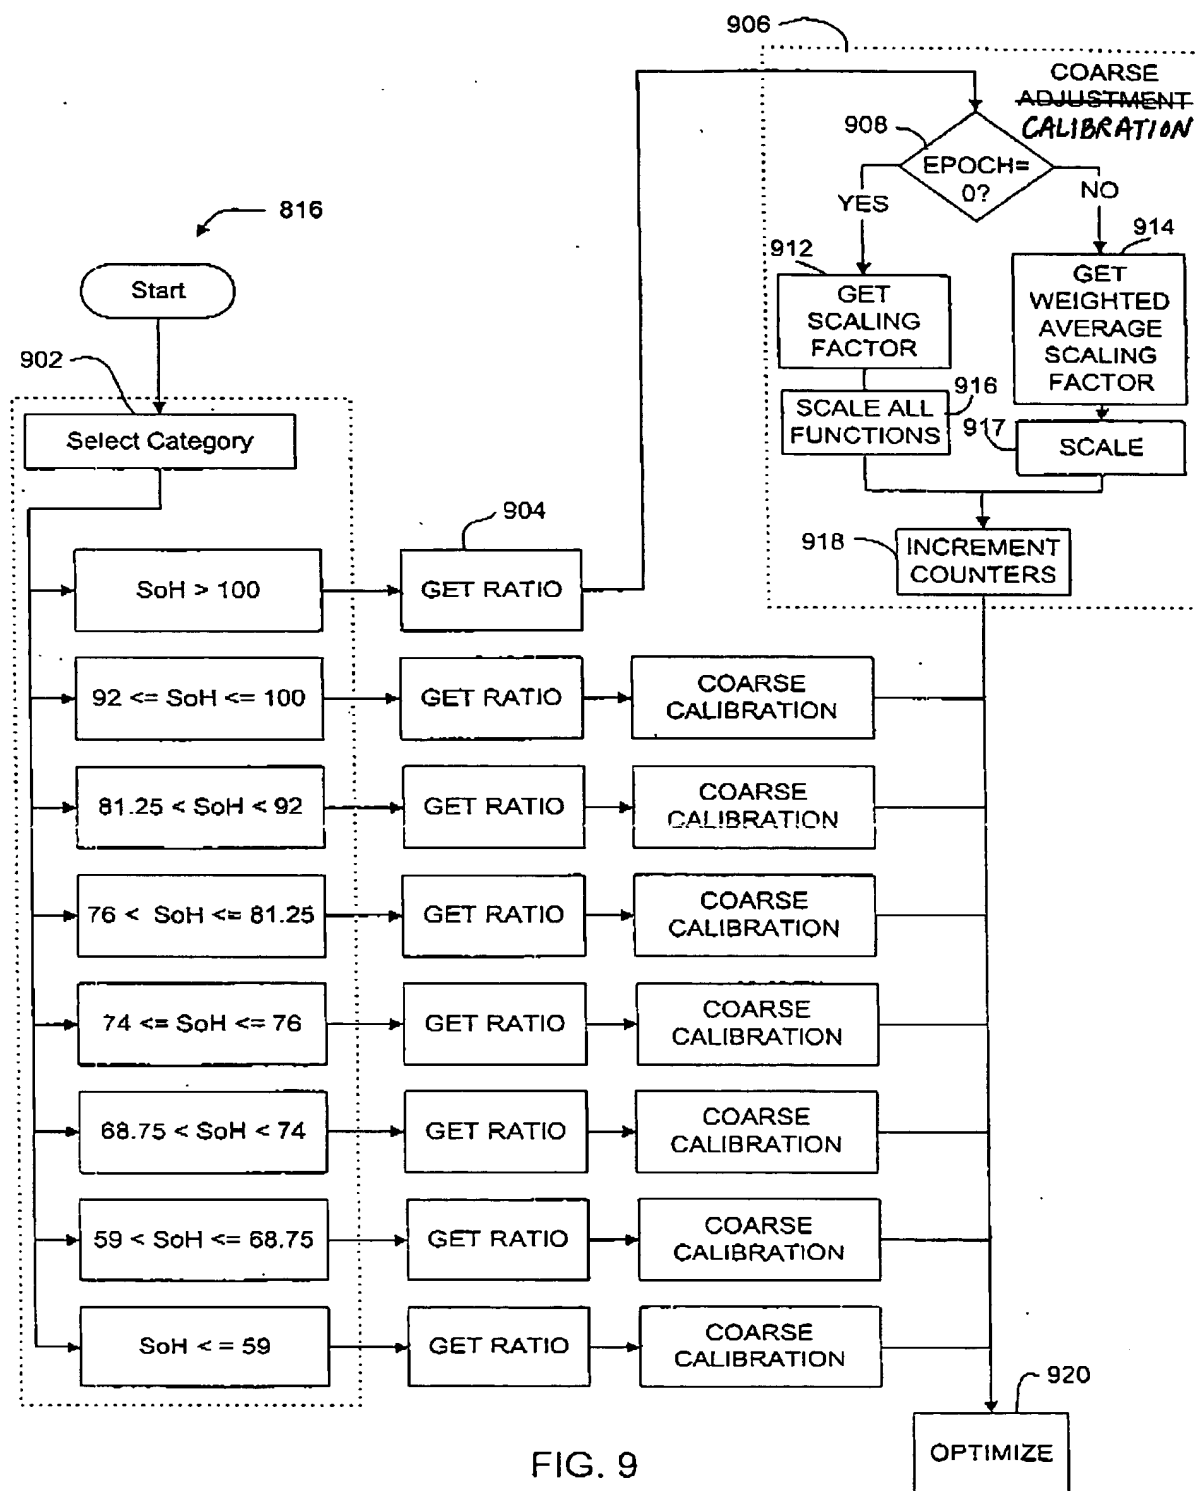 906
COARSE
ADJUSTMENT
CALIBRATION
908
EPOCH=
0?
YES
NO
816
Start
912
GET
SCALING
FACTOR
914
GET
WEIGHTED
AVERAGE
SCALING
FACTOR
902
Select Category
916
SCALE ALL
FUNCTIONS
917
SCALE
904
918
INCREMENT
COUNTERS
SoH > 100
GET RATIO
92 <= SoH <= 100
GET RATIO
COARSE
CALIBRATION
81.25 < SoH < 92
GET RATIO
COARSE
CALIBRATION
76 < SoH <= 81.25
GET RATIO
COARSE
CALIBRATION
74 <= SoH <= 76
GET RATIO
COARSE
CALIBRATION
68.75 < SoH < 74
GET RATIO
COARSE
CALIBRATION
59 < SoH <= 68.75
GET RATIO
COARSE
CALIBRATION
SoH < = 59
GET RATIO
COARSE
CALIBRATION
920
OPTIMIZE
FIG. 9